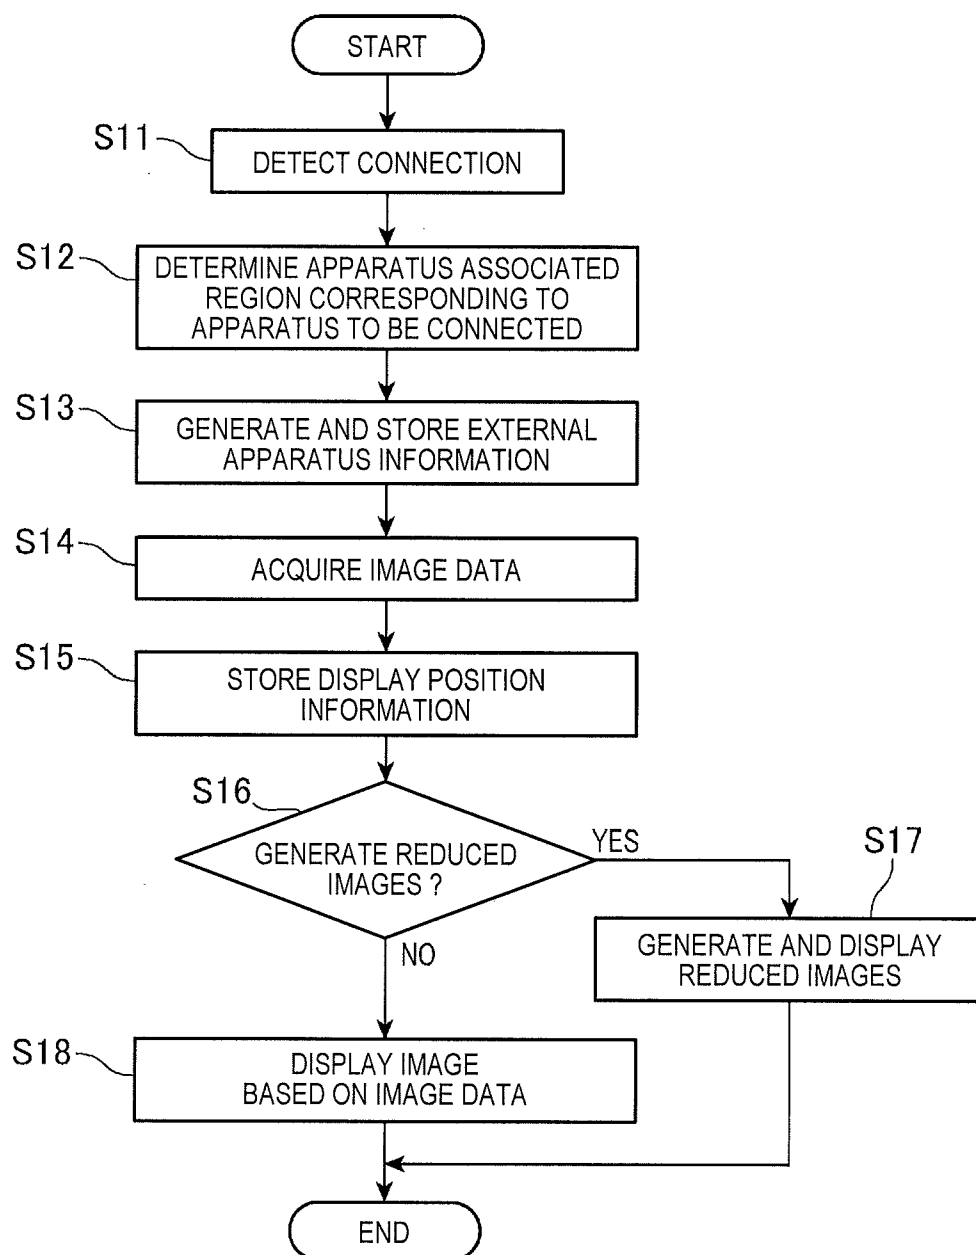 START
S11
DETECT CONNECTION
S12
DETERMINE APPARATUS ASSOCIATED
REGION CORRESPONDING TO
APPARATUS TO BE CONNECTED
S13
GENERATE AND STORE EXTERNAL
APPARATUS INFORMATION
S14
ACQUIRE IMAGE DATA
S15
STORE DISPLAY POSITION
INFORMATION
S16
GENERATE REDUCED
IMAGES ?
YES
S17
GENERATE AND DISPLAY
REDUCED IMAGES
NO
S18
DISPLAY IMAGE
BASED ON IMAGE DATA
END